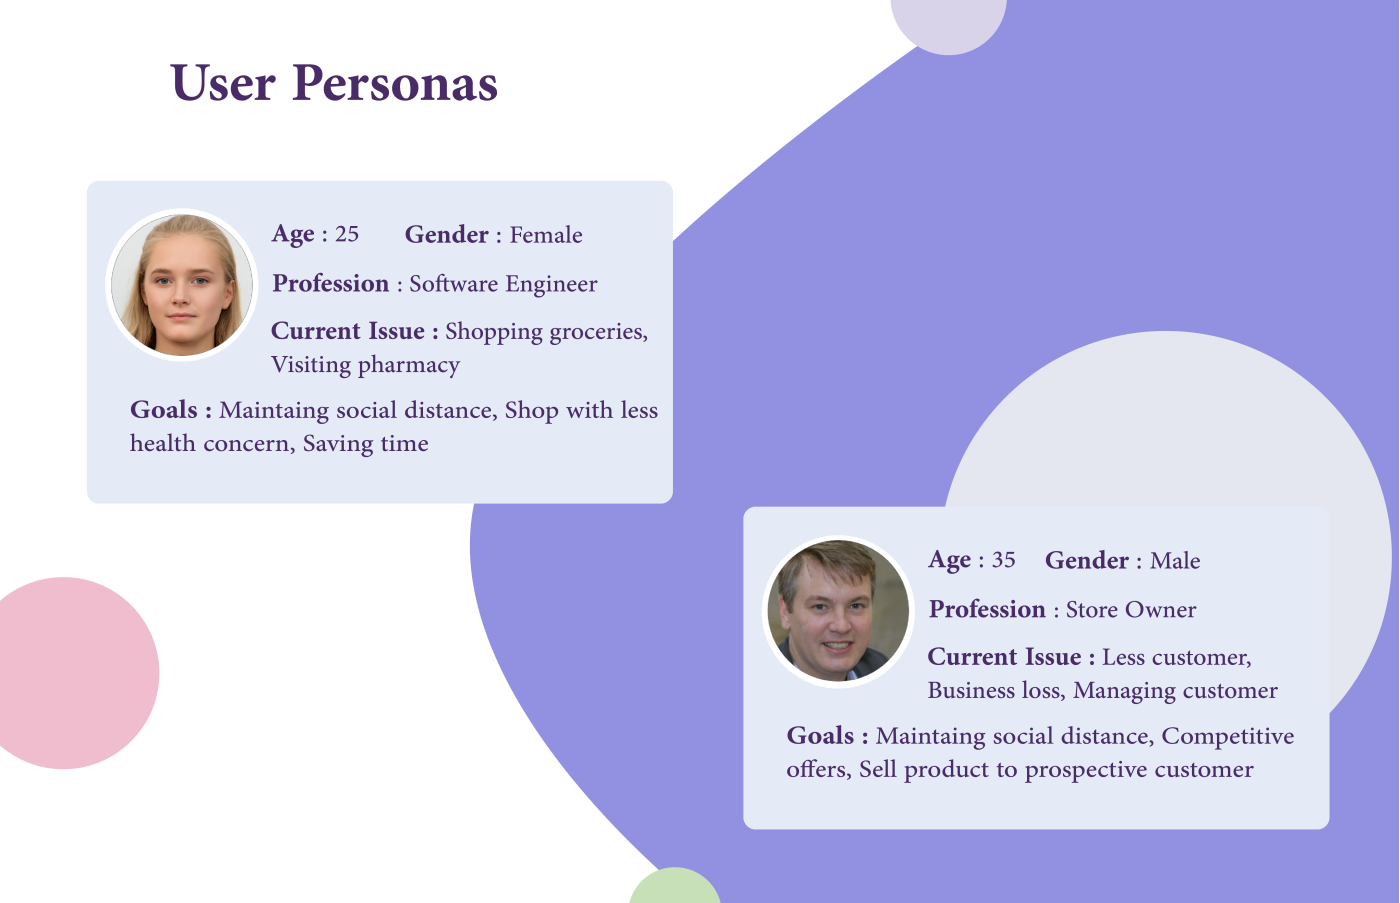 User Personas
Age : 25 Gender : Female
Profession : Software Engineer
Current Issue : Shopping groceries,
Visiting pharmacy
Goals : Maintaing social distance, Shop with less
health concern, Saving time
Age : 35 Gender : Male
Profession : Store Owner
Current Issue : Less customer,
Business loss, Managing customer
Goals : Maintaing social distance, Competitive
offers, Sell product to prospective customer